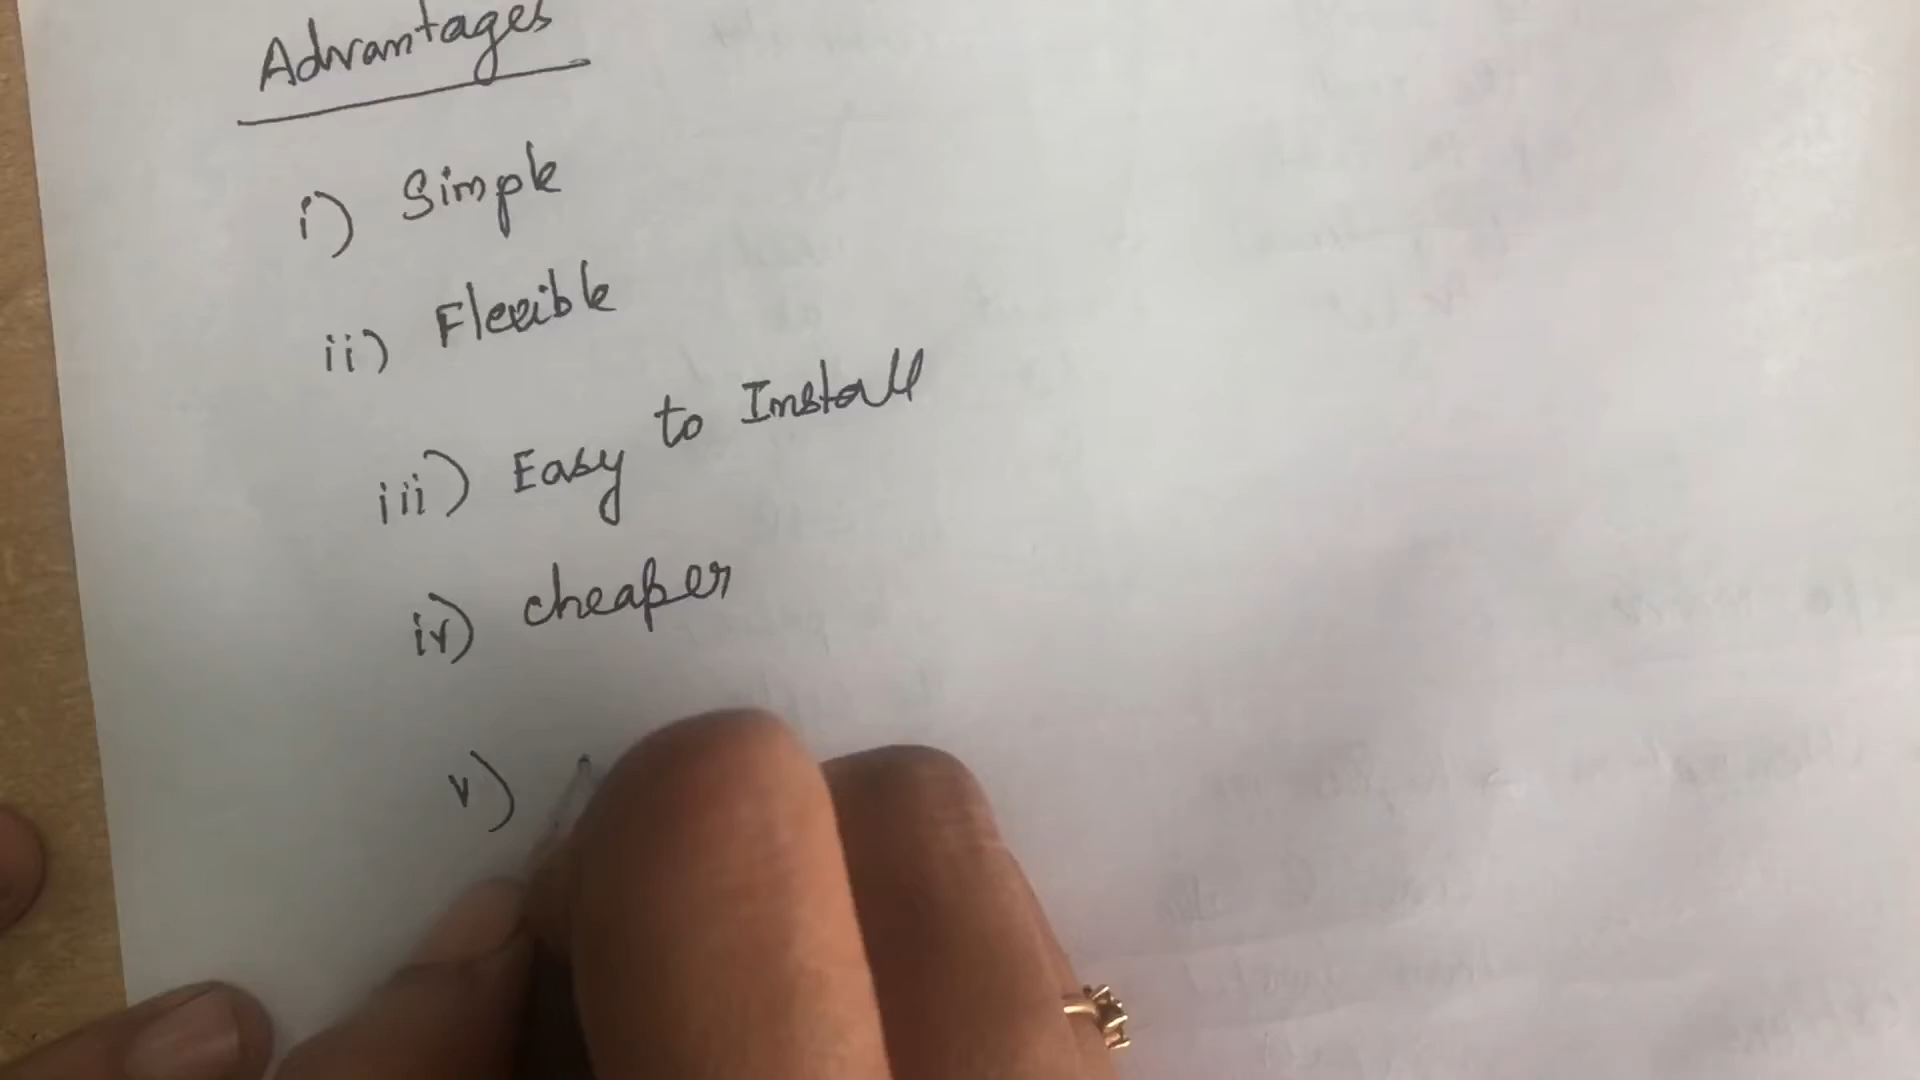 Advantages
i) Simple
ii) Flexible
iii) Easy to Install
iv) cheaper
v)